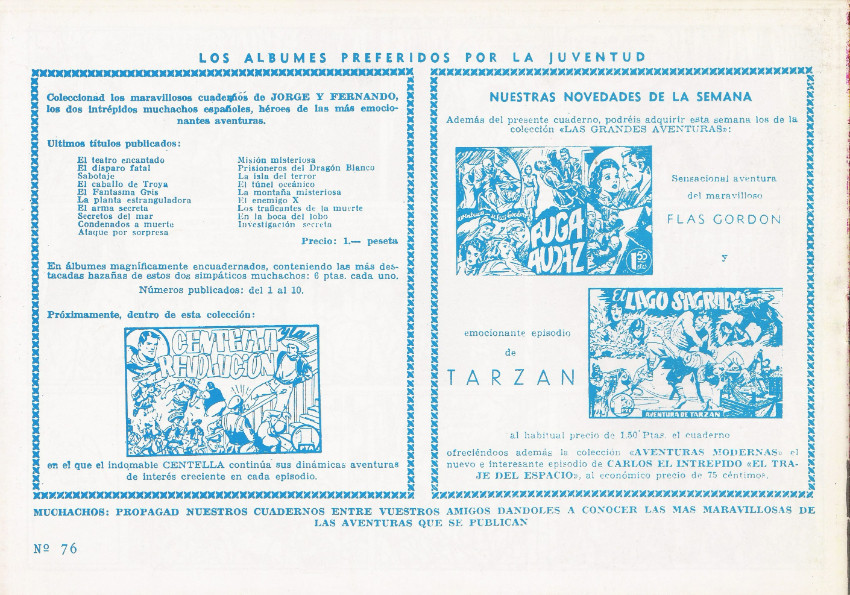 LOS ALBUMES PREFERIDOS POR LA JUVENTUD
Coleccionad los maravillosos cuadernos de JORGE Y FERNANDO,
los dos intrépidos muchachos españoles, héroes de las más emocio-
nantes aventuras.
Ultimos títulos publicados:
El teatro encantado
El disparo fatal
Sabotaje
El caballo de Troya
El Fantasma Gris
La planta estranguladora
El arma secreta
Secretos del mar
Condenados a muerte
Ataque por sorpresa
Misión misteriosa
Prisioneros del Dragón Blanco
La isla del terror
El túnel oceánico
La montaña misteriosa
El enemigo X
Los traficantes de la muerte
En la boca del lobo
Investigación secreta
Precio: 1.— peseta
En álbumes magníficamente encuadernados, conteniendo las más des-
tacadas hazañas de estos dos simpáticos muchachos: 6 ptas. cada uno.
Números publicados: del 1 al 10.
Próximamente, dentro de esta colección:
CENTELLA
y la
REVOLUCIÓN
PTA
en el que el indomable CENTELLA continúa sus dinámicas aventuras
de interés creciente en cada episodio.
NUESTRAS NOVEDADES DE LA SEMANA
Además del presente cuaderno, podréis adquirir esta semana los de la
colección «LAS GRANDES AVENTURAS»:
FUGA
AUDAZ
1.50
Sensacional aventura
del maravilloso
FLAS GORDON
y
EL LAGO SAGRADO
AVENTURA DE TARZAN
emocionante episodio
de
TARZAN
al habitual precio de 1,50 Ptas. el cuaderno
ofreciéndoos además la colección «AVENTURAS MODERNAS» el
nuevo e interesante episodio de CARLOS EL INTREPIDO «EL TRA-
JE DEL ESPACIO», al económico precio de 75 céntimos.
MUCHACHOS: PROPAGAD NUESTROS CUADERNOS ENTRE VUESTROS AMIGOS DANDOLES A CONOCER LAS MAS MARAVILLOSAS DE
LAS AVENTURAS QUE SE PUBLICAN
Nº 76